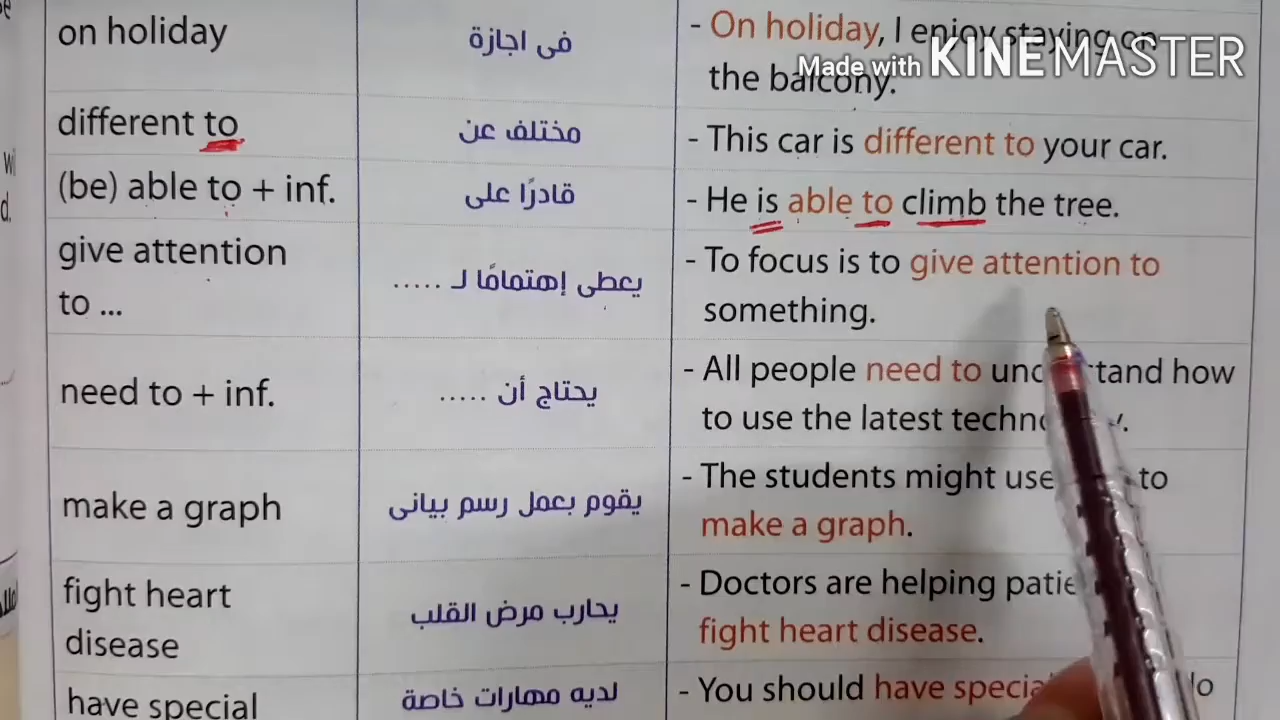 on holiday
فى اجازة
- On holiday, I enjoy staying on
the balcony.
Made with KINEMASTER
different to
مختلف عن
- This car is different to your car.
(be) able to + inf.
قادرًا على
- He is able to climb the tree.
give attention
to ...
يعطى إهتمامًا لـ .....
- To focus is to give attention to
something.
need to + inf.
يحتاج أن .....
- All people need to understand how
to use the latest
make a graph
يقوم بعمل رسم بيانى
- The students might use to
make a graph.
fight heart
disease
يحارب مرض القلب
- Doctors are helping
fight heart disease.
have special
لديه مهارات خاصة
- You should have special